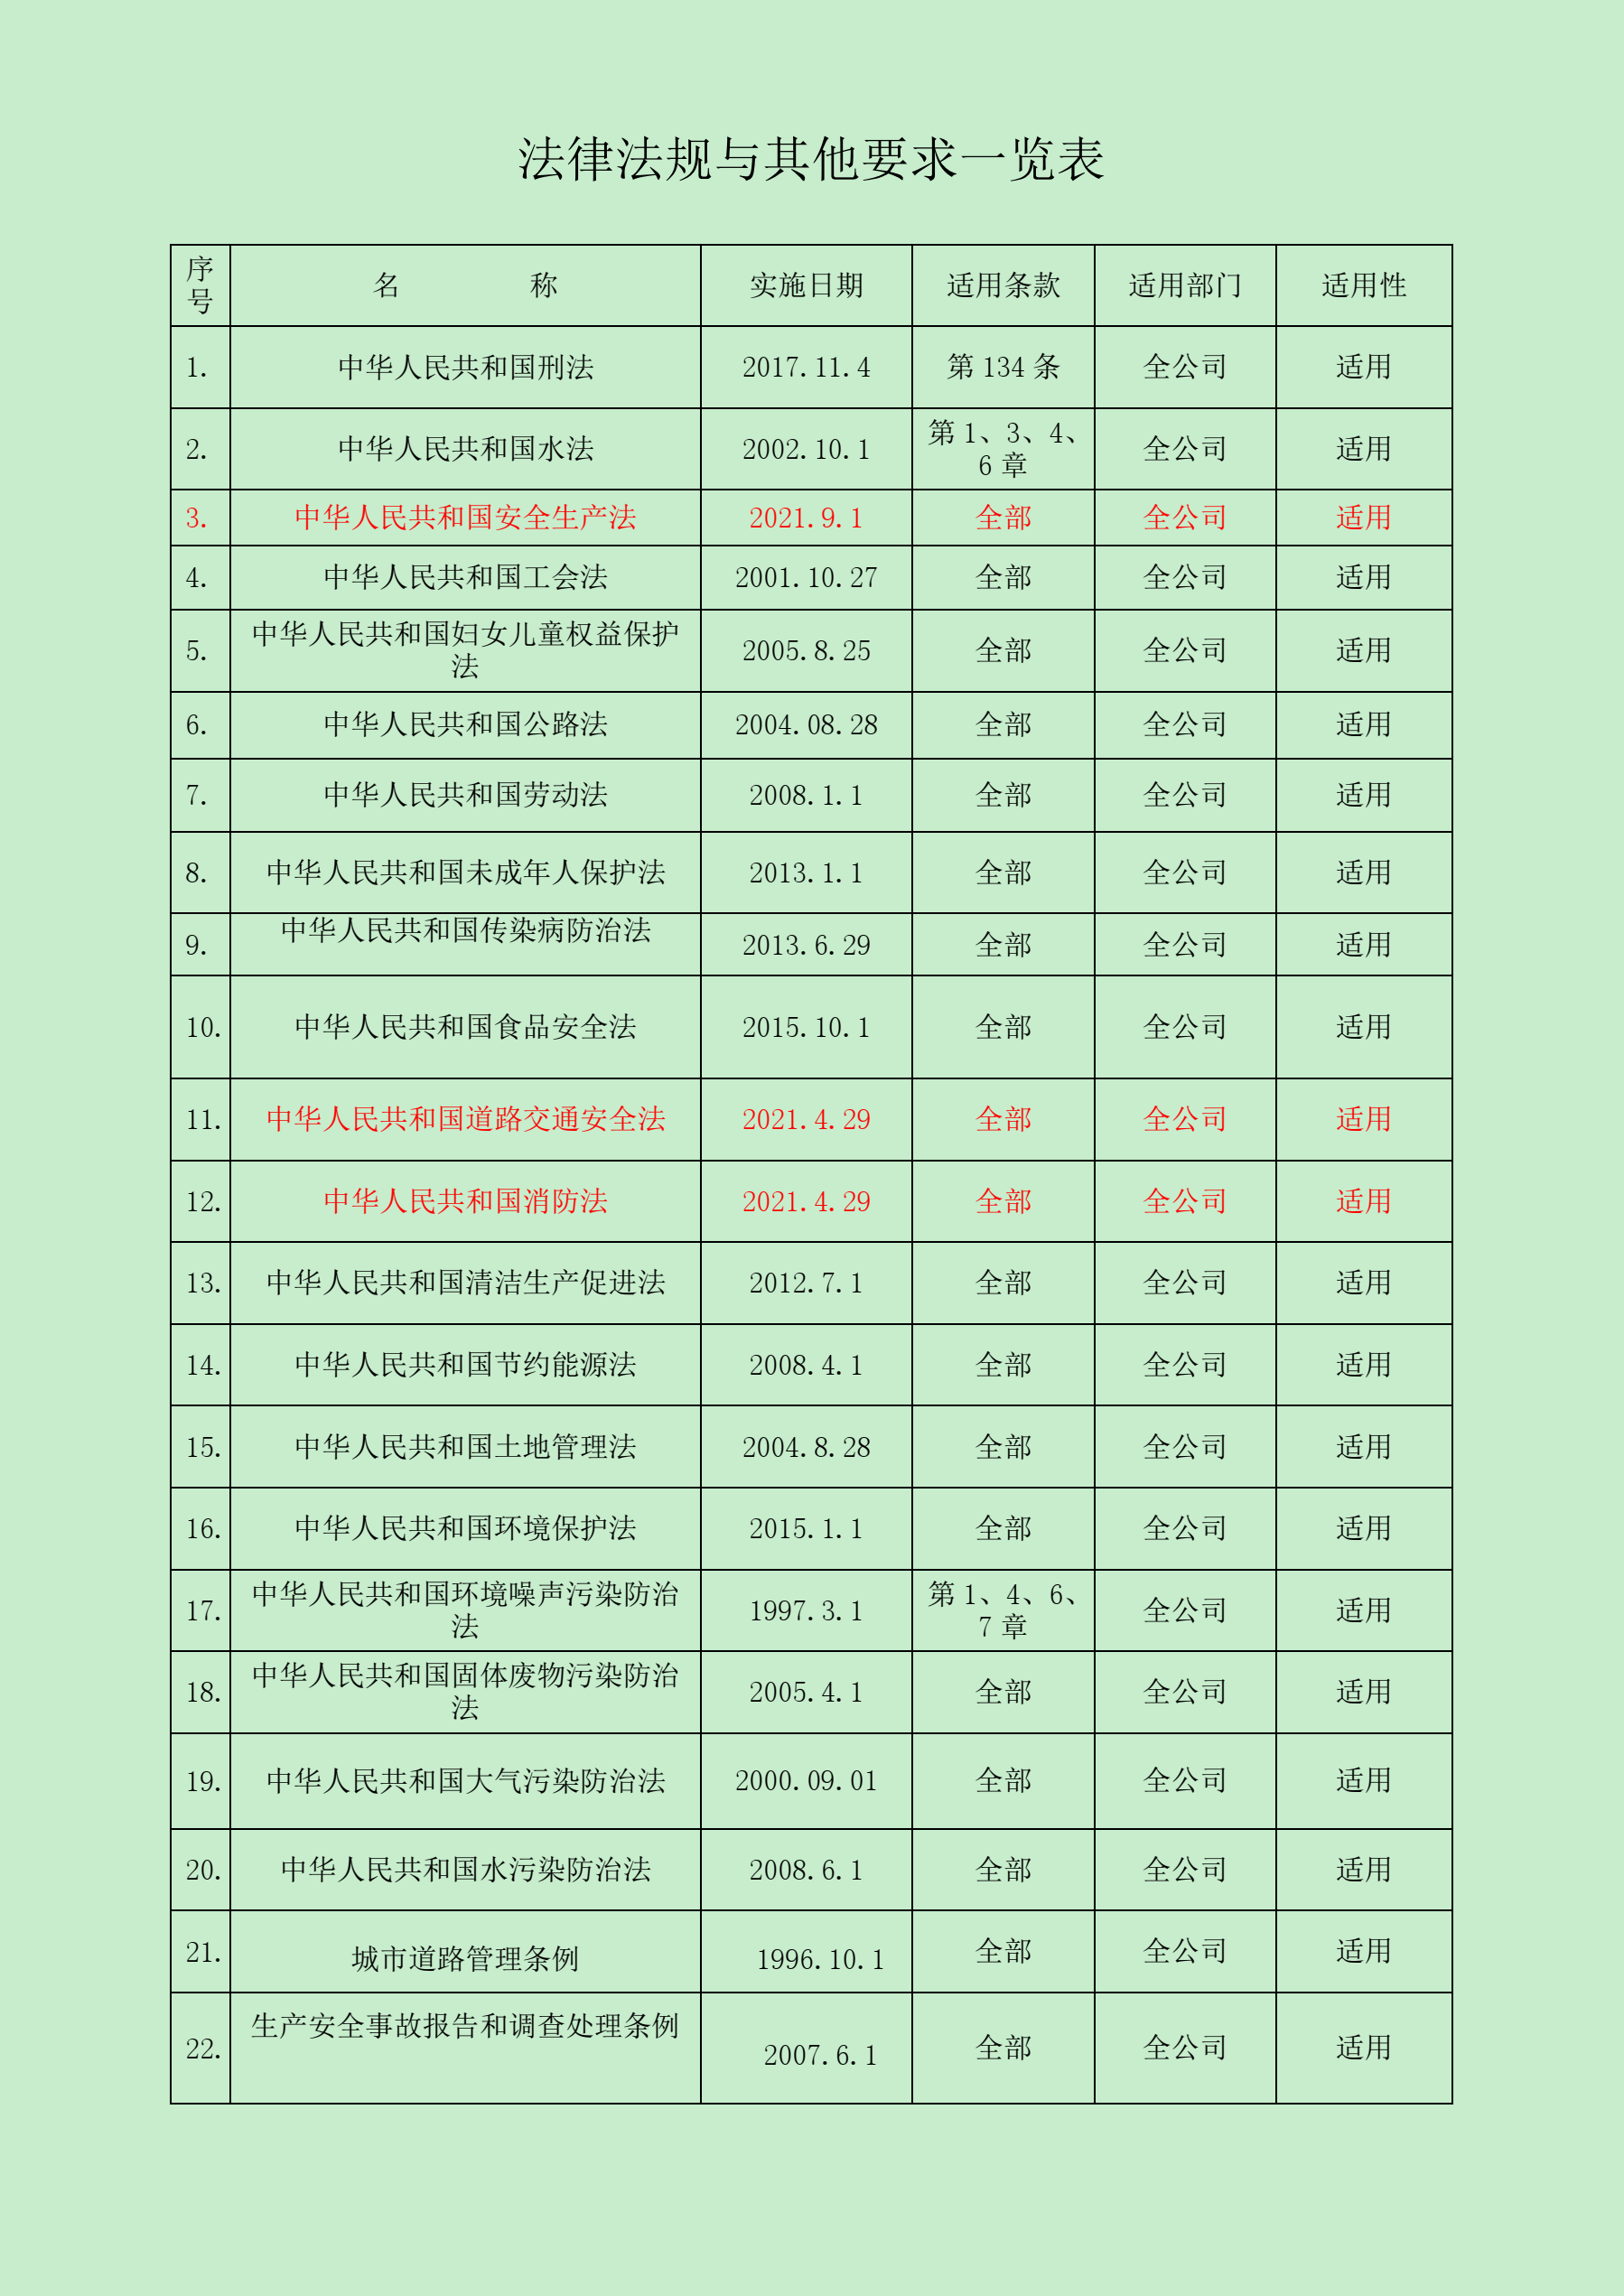 法律法规与其他要求一览表
序号 名 称 实施日期 适用条款 适用部门 适用性
1. 中华人民共和国刑法 2017.11.4 第 134 条 全公司 适用
2. 中华人民共和国水法 2002.10.1 第 1、3、4、6 章 全公司 适用
3. 中华人民共和国安全生产法 2021.9.1 全部 全公司 适用
4. 中华人民共和国工会法 2001.10.27 全部 全公司 适用
5. 中华人民共和国妇女儿童权益保护法 2005.8.25 全部 全公司 适用
6. 中华人民共和国公路法 2004.08.28 全部 全公司 适用
7. 中华人民共和国劳动法 2008.1.1 全部 全公司 适用
8. 中华人民共和国未成年人保护法 2013.1.1 全部 全公司 适用
9. 中华人民共和国传染病防治法 2013.6.29 全部 全公司 适用
10. 中华人民共和国食品安全法 2015.10.1 全部 全公司 适用
11. 中华人民共和国道路交通安全法 2021.4.29 全部 全公司 适用
12. 中华人民共和国消防法 2021.4.29 全部 全公司 适用
13. 中华人民共和国清洁生产促进法 2012.7.1 全部 全公司 适用
14. 中华人民共和国节约能源法 2008.4.1 全部 全公司 适用
15. 中华人民共和国土地管理法 2004.8.28 全部 全公司 适用
16. 中华人民共和国环境保护法 2015.1.1 全部 全公司 适用
17. 中华人民共和国环境噪声污染防治法 1997.3.1 第 1、4、6、7 章 全公司 适用
18. 中华人民共和国固体废物污染防治法 2005.4.1 全部 全公司 适用
19. 中华人民共和国大气污染防治法 2000.09.01 全部 全公司 适用
20. 中华人民共和国水污染防治法 2008.6.1 全部 全公司 适用
21. 城市道路管理条例 1996.10.1 全部 全公司 适用
22. 生产安全事故报告和调查处理条例 2007.6.1 全部 全公司 适用